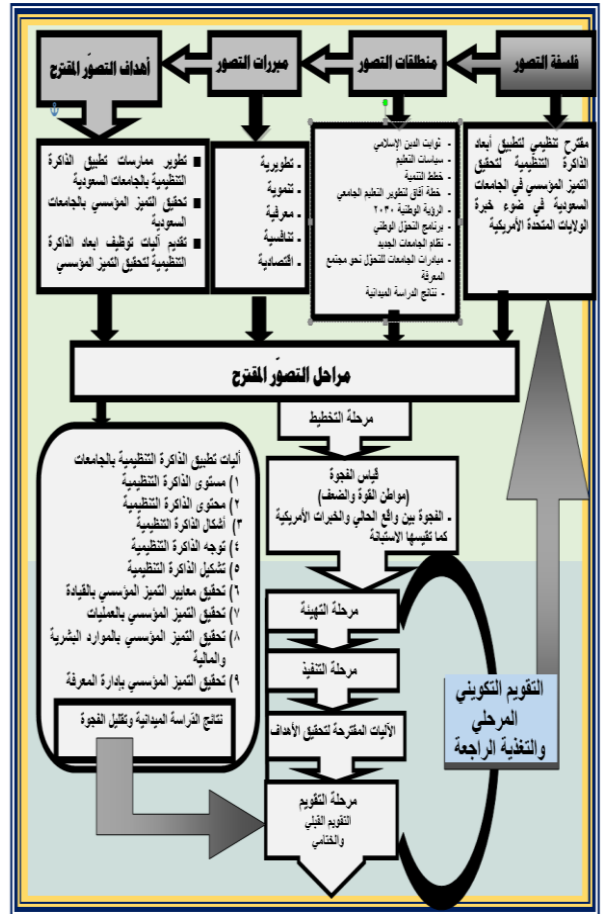 فلسفة التصور
منطلقات التصور
مبررات التصور
أهداف التصوّر المقترح
مقترح تنظيمي لتطبيق أبعاد
الذاكرة التنظيمية لتحقيق
التميز المؤسسي في الجامعات
السعودية في ضوء خبرة
الولايات المتحدة الأمريكية
- ثوابت الدين الإسلامي
- سياسات التعليم
- خطط التنمية
- خطة آفاق لتطوير التعليم الجامعي
- الرؤية الوطنية ٢٠٣٠
- برنامج التحوّل الوطني
- نظام الجامعات الجديد
- مبادرات الجامعات للتحوّل نحو مجتمع
المعرفة
- نتائج الدراسة الميدانية
- تطويرية
- تنموية
- معرفية
- تنافسية
- اقتصادية
■ تطوير ممارسات تطبيق الذاكرة
التنظيمية بالجامعات السعودية
■ تحقيق التميز المؤسسي بالجامعات
السعودية
■ تقديم آليات توظيف ابعاد الذاكرة
التنظيمية لتحقيق التميز المؤسسي
مراحل التصوّر المقترح
مرحلة التخطيط
قياس الفجوة
(مواطن القوة والضعف)
- الفجوة بين واقع الحالي والخبرات الأمريكية
كما تقيسها الاستبانة
مرحلة التهيئة
مرحلة التنفيذ
الآليات المقترحة لتحقيق الأهداف
مرحلة التقويم
التقويم القبلي
والختامي
آليات تطبيق الذاكرة التنظيمية بالجامعات
١) مستوى الذاكرة التنظيمية
٢) محتوى الذاكرة التنظيمية
٣) أشكال الذاكرة التنظيمية
٤) توجه الذاكرة التنظيمية
٥) تشكيل الذاكرة التنظيمية
٦) تحقيق معايير التميز المؤسسي بالقيادة
٧) تحقيق التميز المؤسسي بالعمليات
٨) تحقيق التميز المؤسسي بالموارد البشرية
والمالية
٩) تحقيق التميز المؤسسي بإدارة المعرفة
نتائج الدّراسة الميدانية وتقليل الفجوة
التقويم التكويني
المرحلي
والتغذية الراجعة